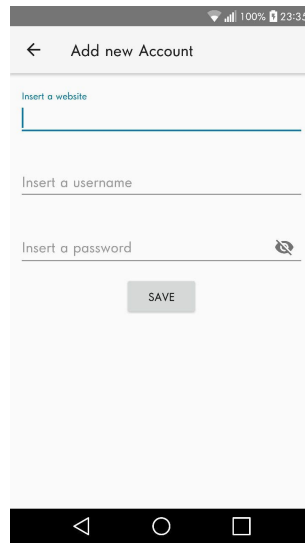 100% 23:35
Add new Account
Insert a website
Insert a username
Insert a password
SAVE